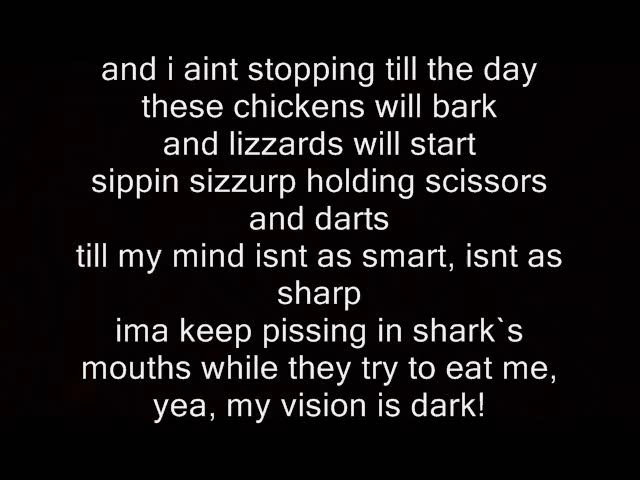 and i aint stopping till the day
these chickens will bark
and lizzards will start
sippin sizzurp holding scissors
and darts
till my mind isnt as smart, isnt as
sharp
ima keep pissing in shark`s
mouths while they try to eat me,
yea, my vision is dark!